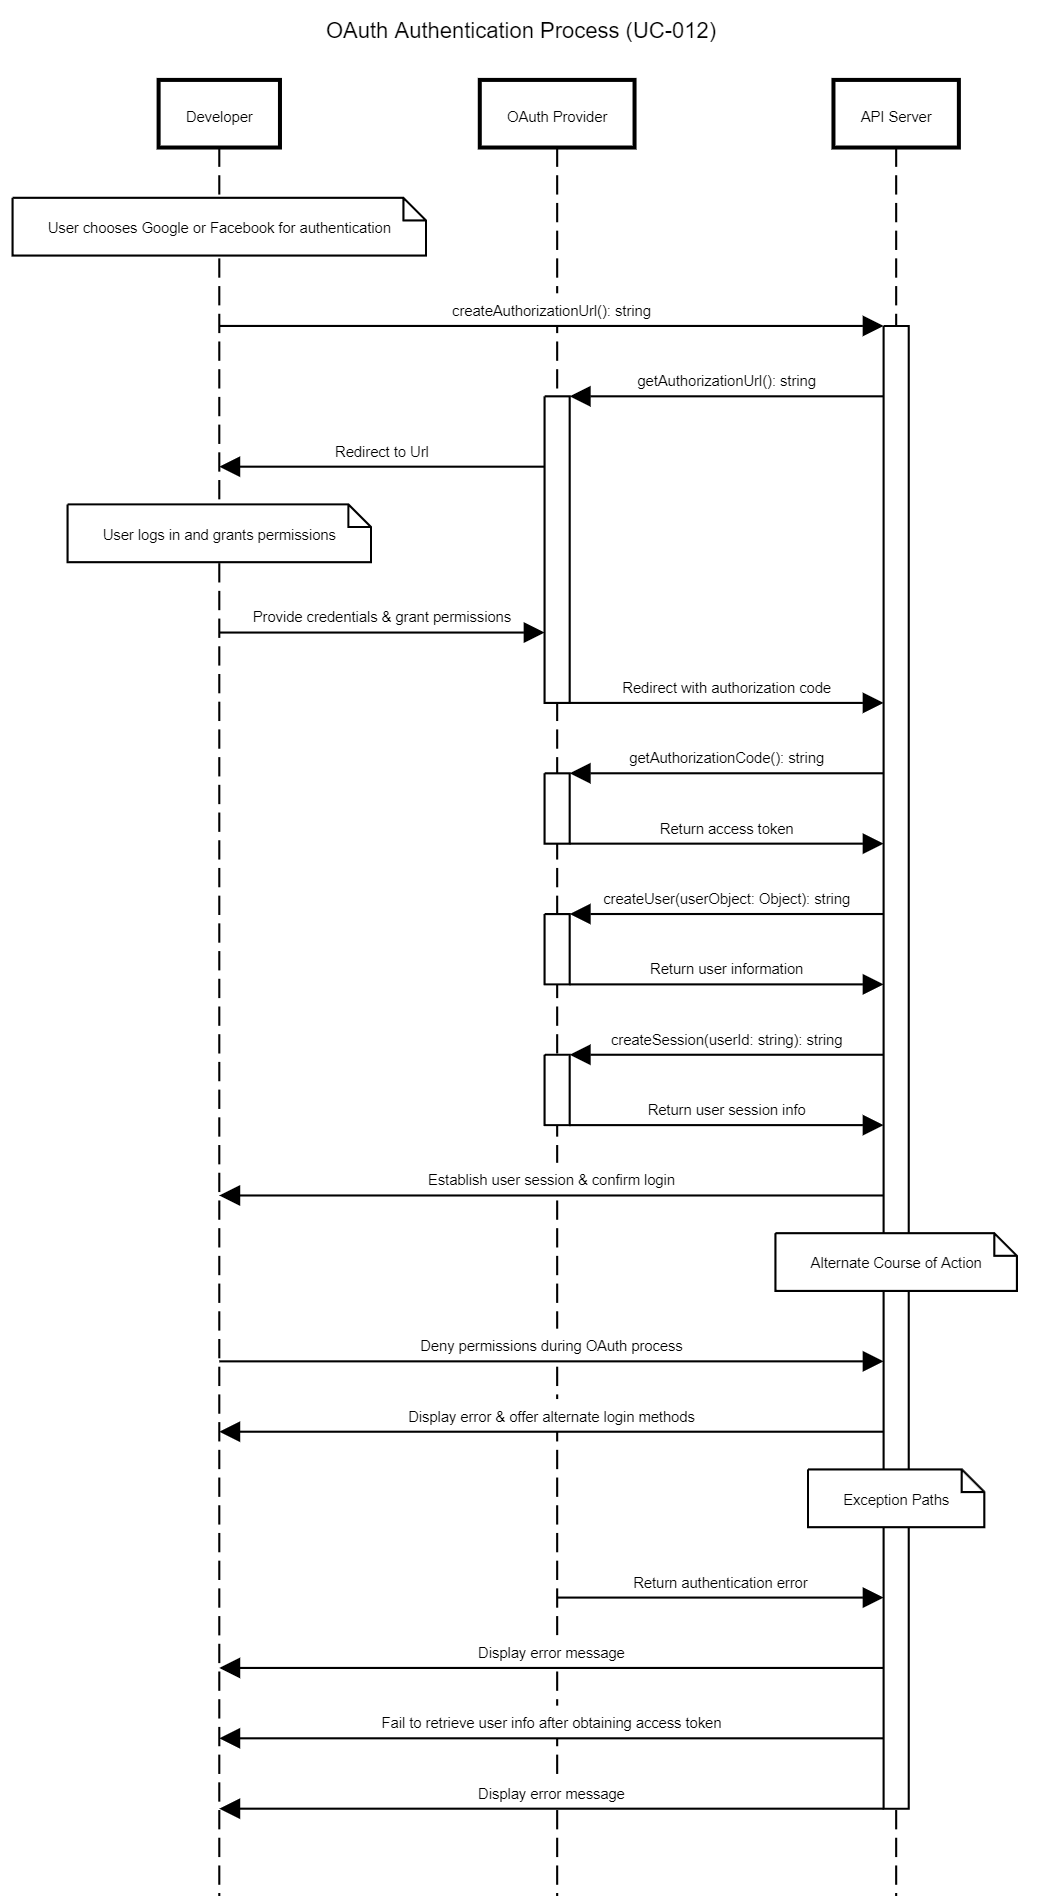 OAuth Authentication Process (UC-012)
Developer
OAuth Provider
API Server
User chooses Google or Facebook for authentication
createAuthorizationUrl(): string
getAuthorizationUrl(): string
Redirect to Url
User logs in and grants permissions
Provide credentials & grant permissions
Redirect with authorization code
getAuthorizationCode(): string
Return access token
createUser(userObject: Object): string
Return user information
createSession(userId: string): string
Return user session info
Establish user session & confirm login
Alternate Course of Action
Deny permissions during OAuth process
Display error & offer alternate login methods
Exception Paths
Return authentication error
Display error message
Fail to retrieve user info after obtaining access token
Display error message